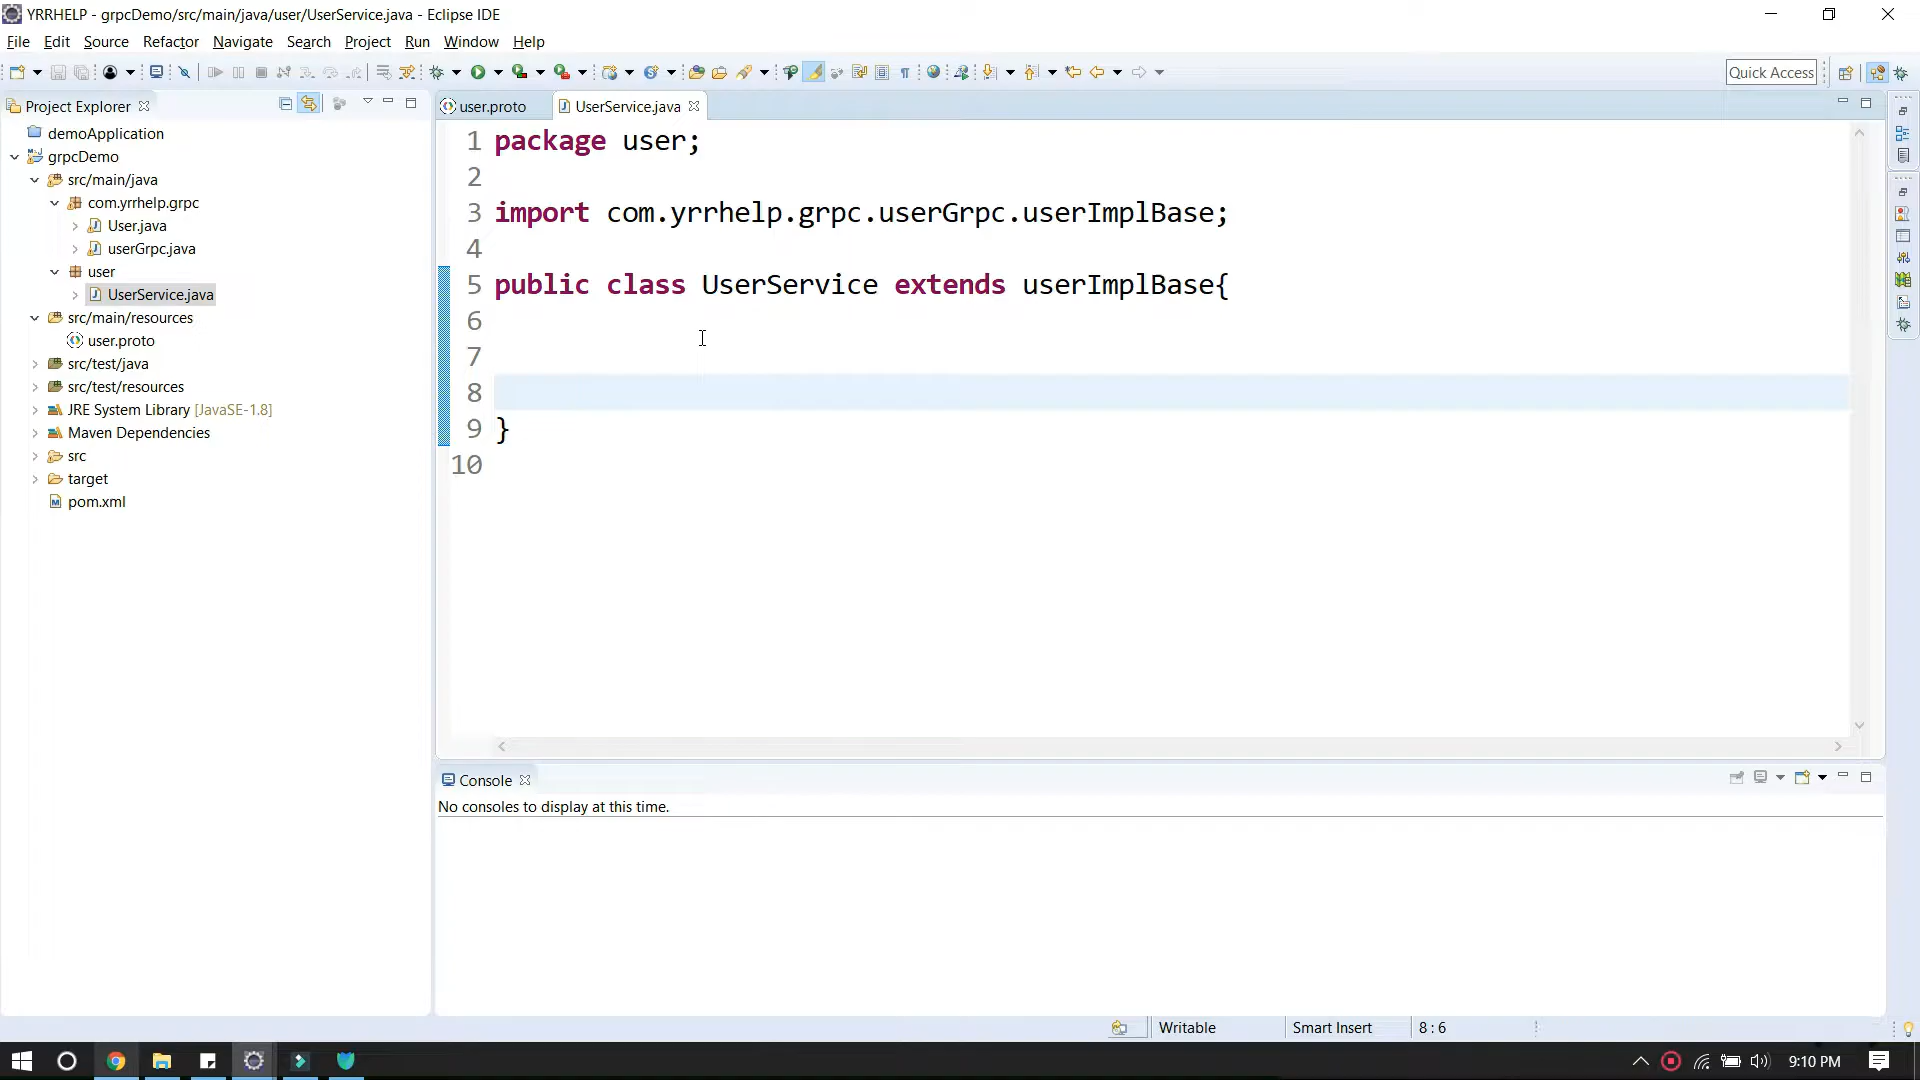 YRRHELP - grpcDemo/src/main/java/user/UserService.java - Eclipse IDE
File Edit Source Refactor Navigate Search Project Run Window Help
Quick Access
Project Explorer
demoApplication
grpcDemo
src/main/java
com.yrrhelp.grpc
User.java
userGrpc.java
user
UserService.java
src/main/resources
user.proto
src/test/java
src/test/resources
JRE System Library [JavaSE-1.8]
Maven Dependencies
src
target
pom.xml
user.proto UserService.java
1 package user;
2
3 import com.yrrhelp.grpc.userGrpc.userImplBase;
4
5 public class UserService extends userImplBase{
6
7
8
9 }
10
Console
No consoles to display at this time.
Writable Smart Insert 8 : 6
9:10 PM